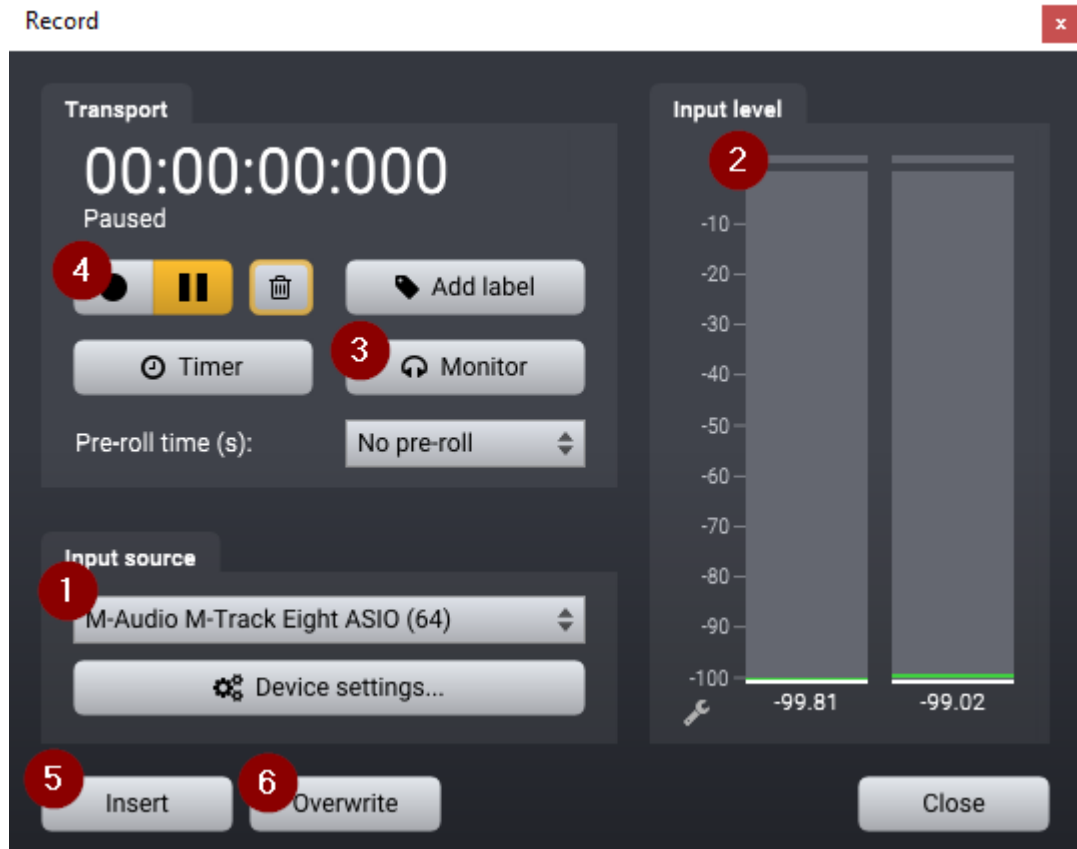 Record
x
Transport
00:00:00:000
Paused
4
Add label
Timer
3
Monitor
Pre-roll time (s):
No pre-roll
Input source
1
M-Audio M-Track Eight ASIO (64)
Device settings...
Input level
2
-10
-20
-30
-40
-50
-60
-70
-80
-90
-100
-99.81
-99.02
5
Insert
6
Overwrite
Close